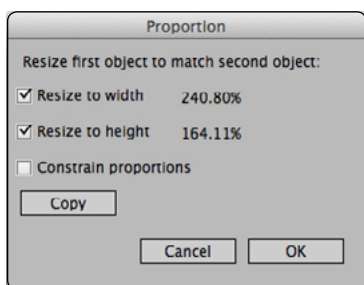 Proportion
Resize first object to match second object:
Resize to width 240.80%
Resize to height 164.11%
Constrain proportions
Copy
Cancel OK